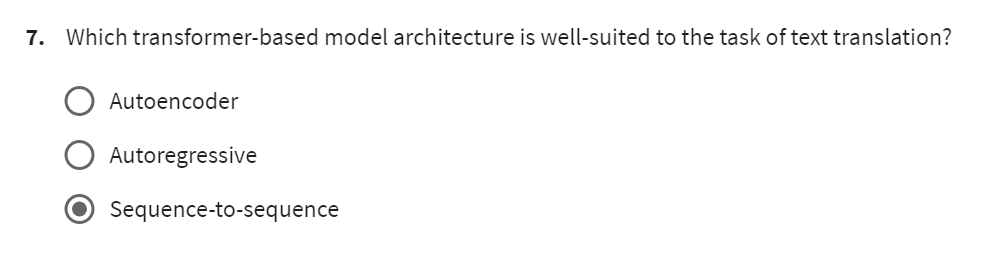 7. Which transformer-based model architecture is well-suited to the task of text translation?
Autoencoder
Autoregressive
Sequence-to-sequence